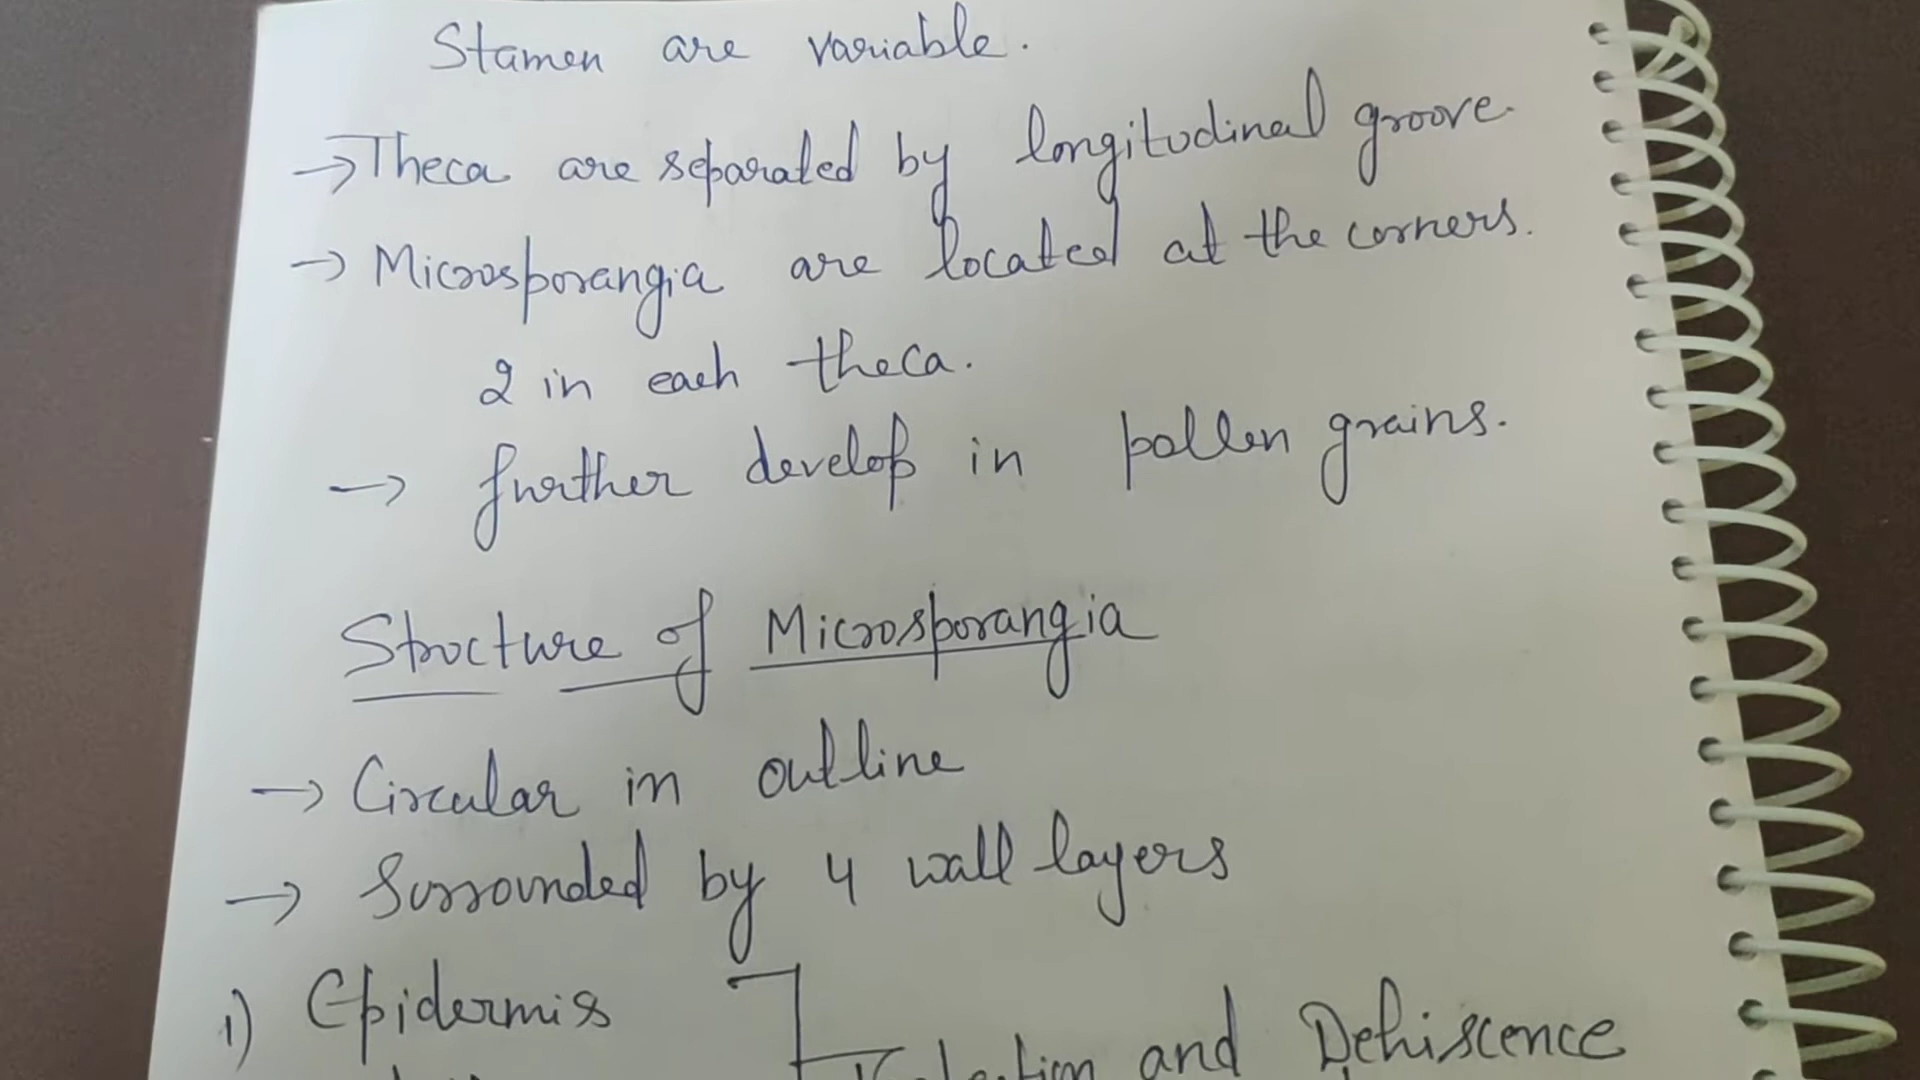 Stamen are variable.
→ Theca are separated by longitudinal groove.
→ Microsporangia are located at the corners.
2 in each theca.
→ further develop in pollen grains.
Structure of Microsporangia
→ Circular in outline
→ Surrounded by 4 wall layers
1) Epidermis
and Dehiscence